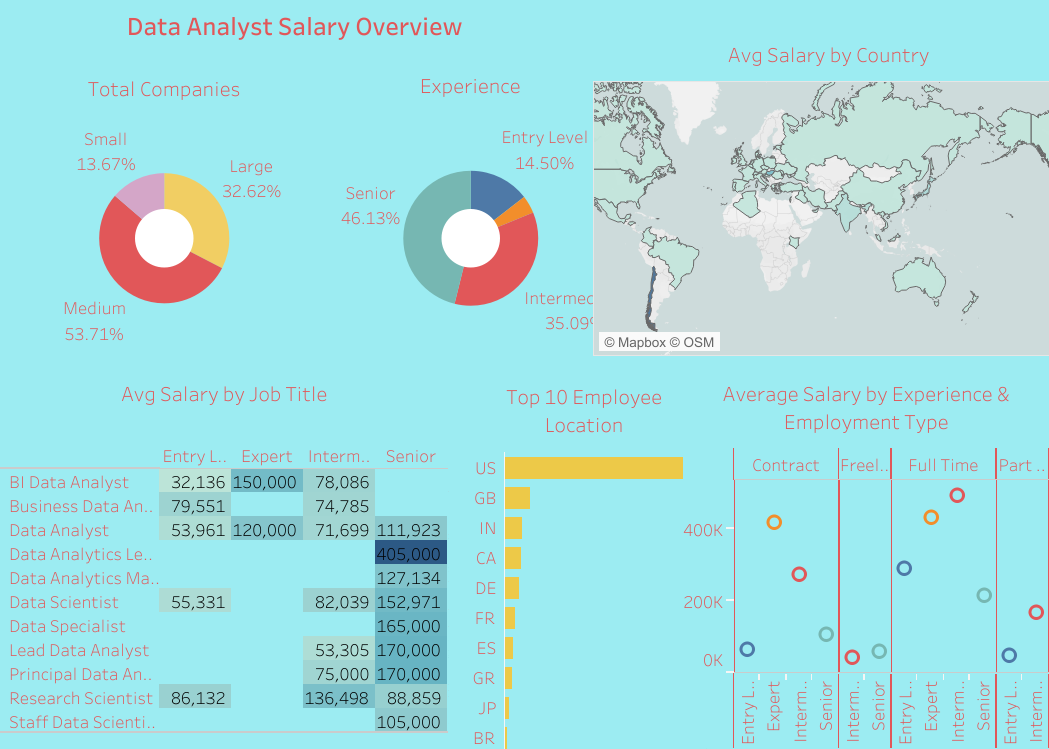 Data Analyst Salary Overview
Total Companies
Small
13.67%
Large
32.62%
Medium
53.71%
Experience
Entry Level
14.50%
Senior
46.13%
Intermed
35.09%
Avg Salary by Country
© Mapbox © OSM
Avg Salary by Job Title
Entry L.. Expert Interm .. Senior
BI Data Analyst 32,136 150,000 78,086
Business Data An.. 79,551 74,785
Data Analyst 53,961 120,000 71,699 111,923
Data Analytics Le.. 405,000
Data Analytics Ma.. 127,134
Data Scientist 55,331 82,039 152,971
Data Specialist 165,000
Lead Data Analyst 53,305 170,000
Principal Data An.. 75,000 170,000
Research Scientist 86,132 136,498 88,859
Staff Data Scienti.. 105,000
Top 10 Employee
Location
US
GB
IN
CA
DE
FR
ES
GR
JP
BR
Average Salary by Experience &
Employment Type
Contract Freel.. Full Time Part ..
400K
200K
0K
Entry L.. Expert Interm.. Senior Interm.. Senior Entry L.. Expert Interm.. Senior Entry L.. Interm..